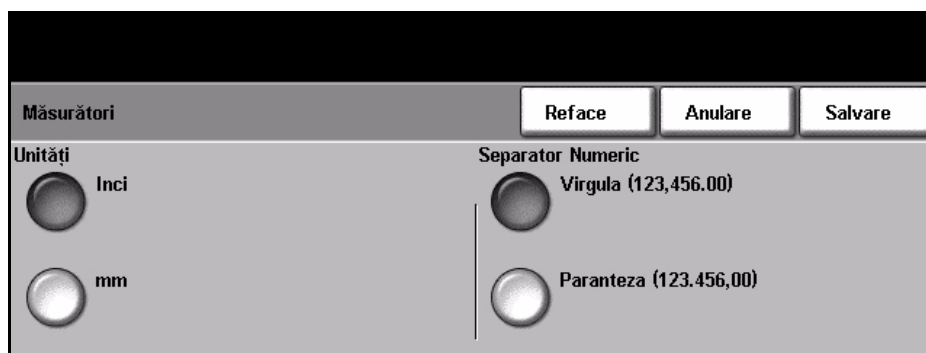 Măsurători
Reface
Anulare
Salvare
Unități
Inci
mm
Separator Numeric
Virgula (123,456.00)
Paranteza (123.456,00)